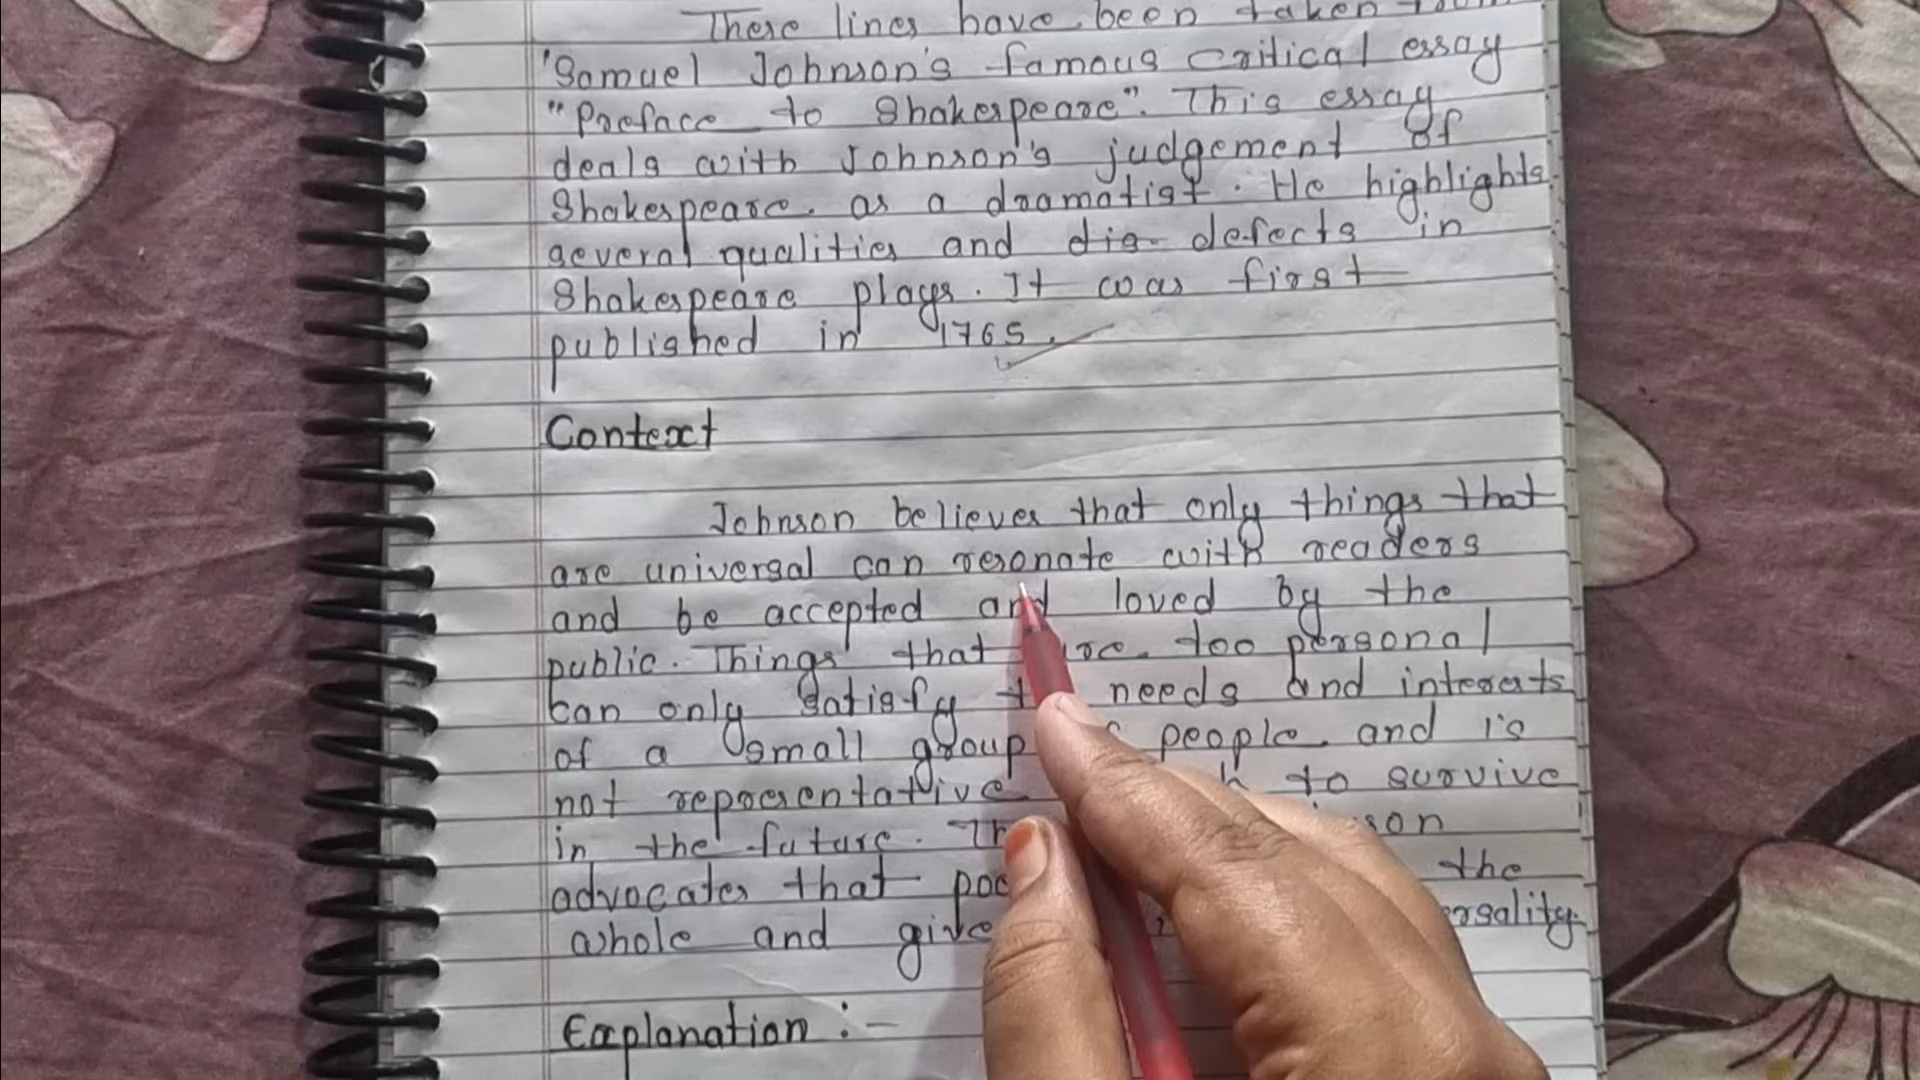 These lines have been taken from
'Samuel Johnson's famous critical essay
"Preface to Shakespeare". This essay
deals with Johnson's judgement of
Shakespeare as a dramatist. He highlights
several qualities and dis- defects in
Shakespeare plays. It was first
published in 1765.
Context
Johnson believes that only things that
are universal can resonate with readers
and be accepted and loved by the
public. Things that are too personal
can only satisfy needs and interests
of a small group people and is
not representative to survive
in the future.
advocates that the
whole and give
Explanation :-